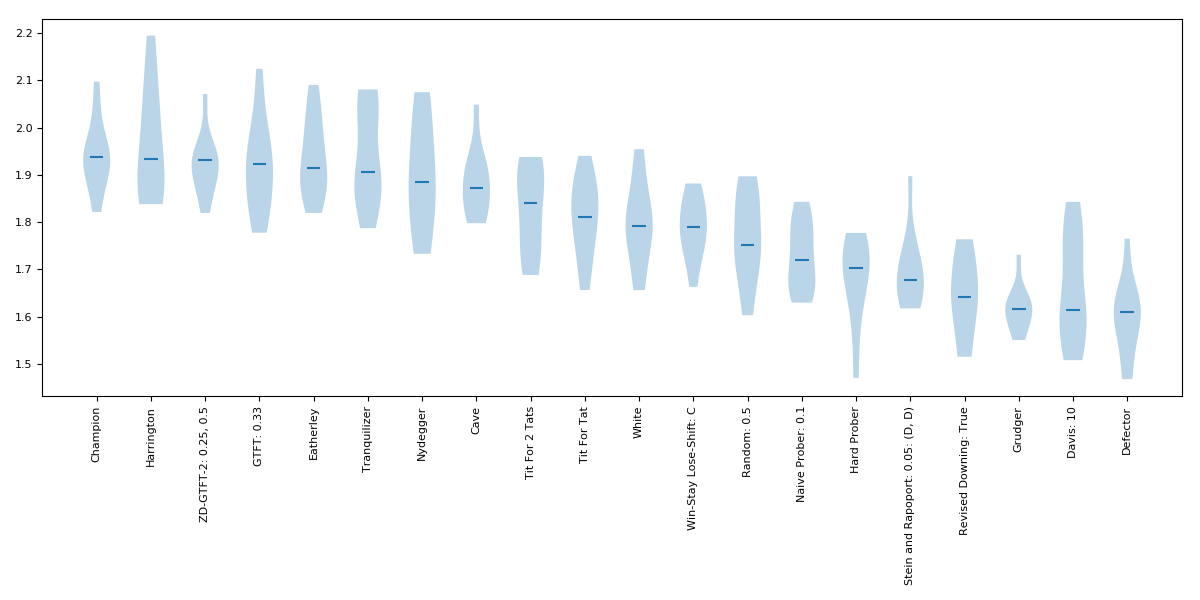 2.2
2.1
2.0
1.9
1.8
1.7
1.6
1.5
Champion
Harrington
ZD-GTFT-2: 0.25, 0.5
GTFT: 0.33
Eatherley
Tranquilizer
Nydegger
Cave
Tit For 2 Tats
Tit For Tat
White
Win-Stay Lose-Shift: C
Random: 0.5
Naive Prober: 0.1
Hard Prober
Stein and Rapoport: 0.05: (D, D)
Revised Downing: True
Grudger
Davis: 10
Defector